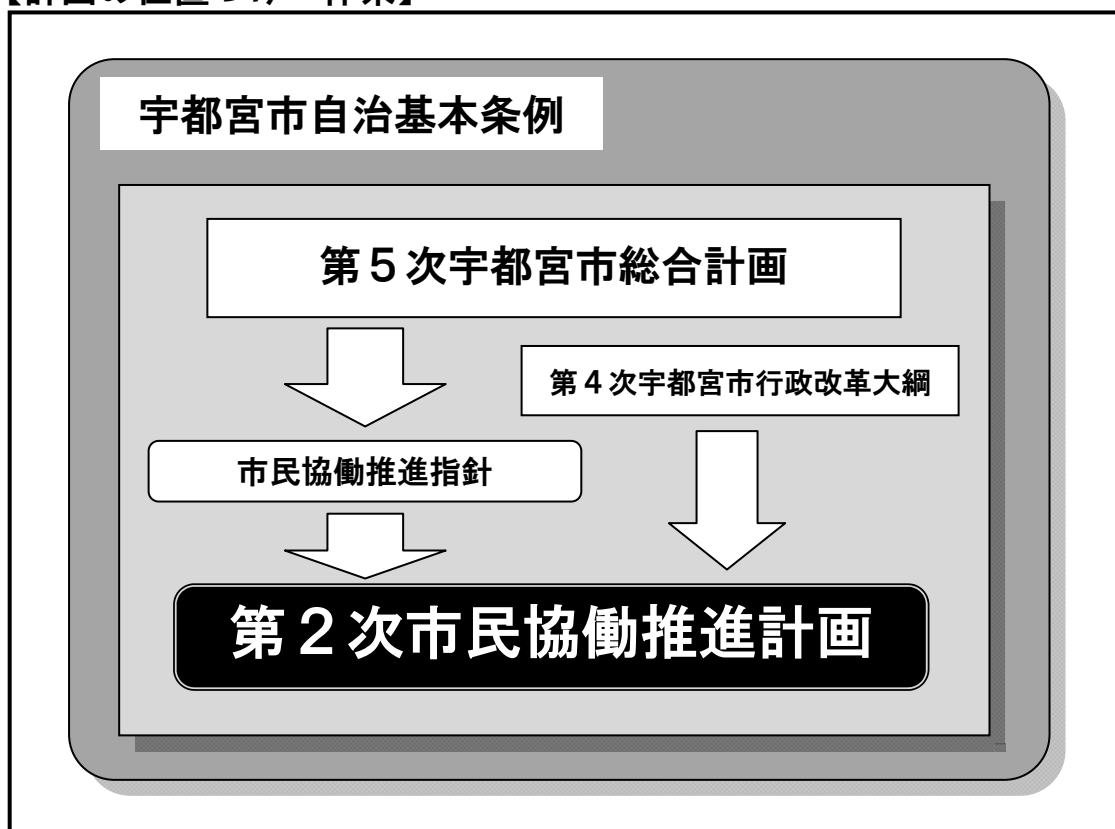 宇都宮市自治基本条例
第５次宇都宮市総合計画
第４次宇都宮市行政改革大綱
市民協働推進指針
第２次市民協働推進計画